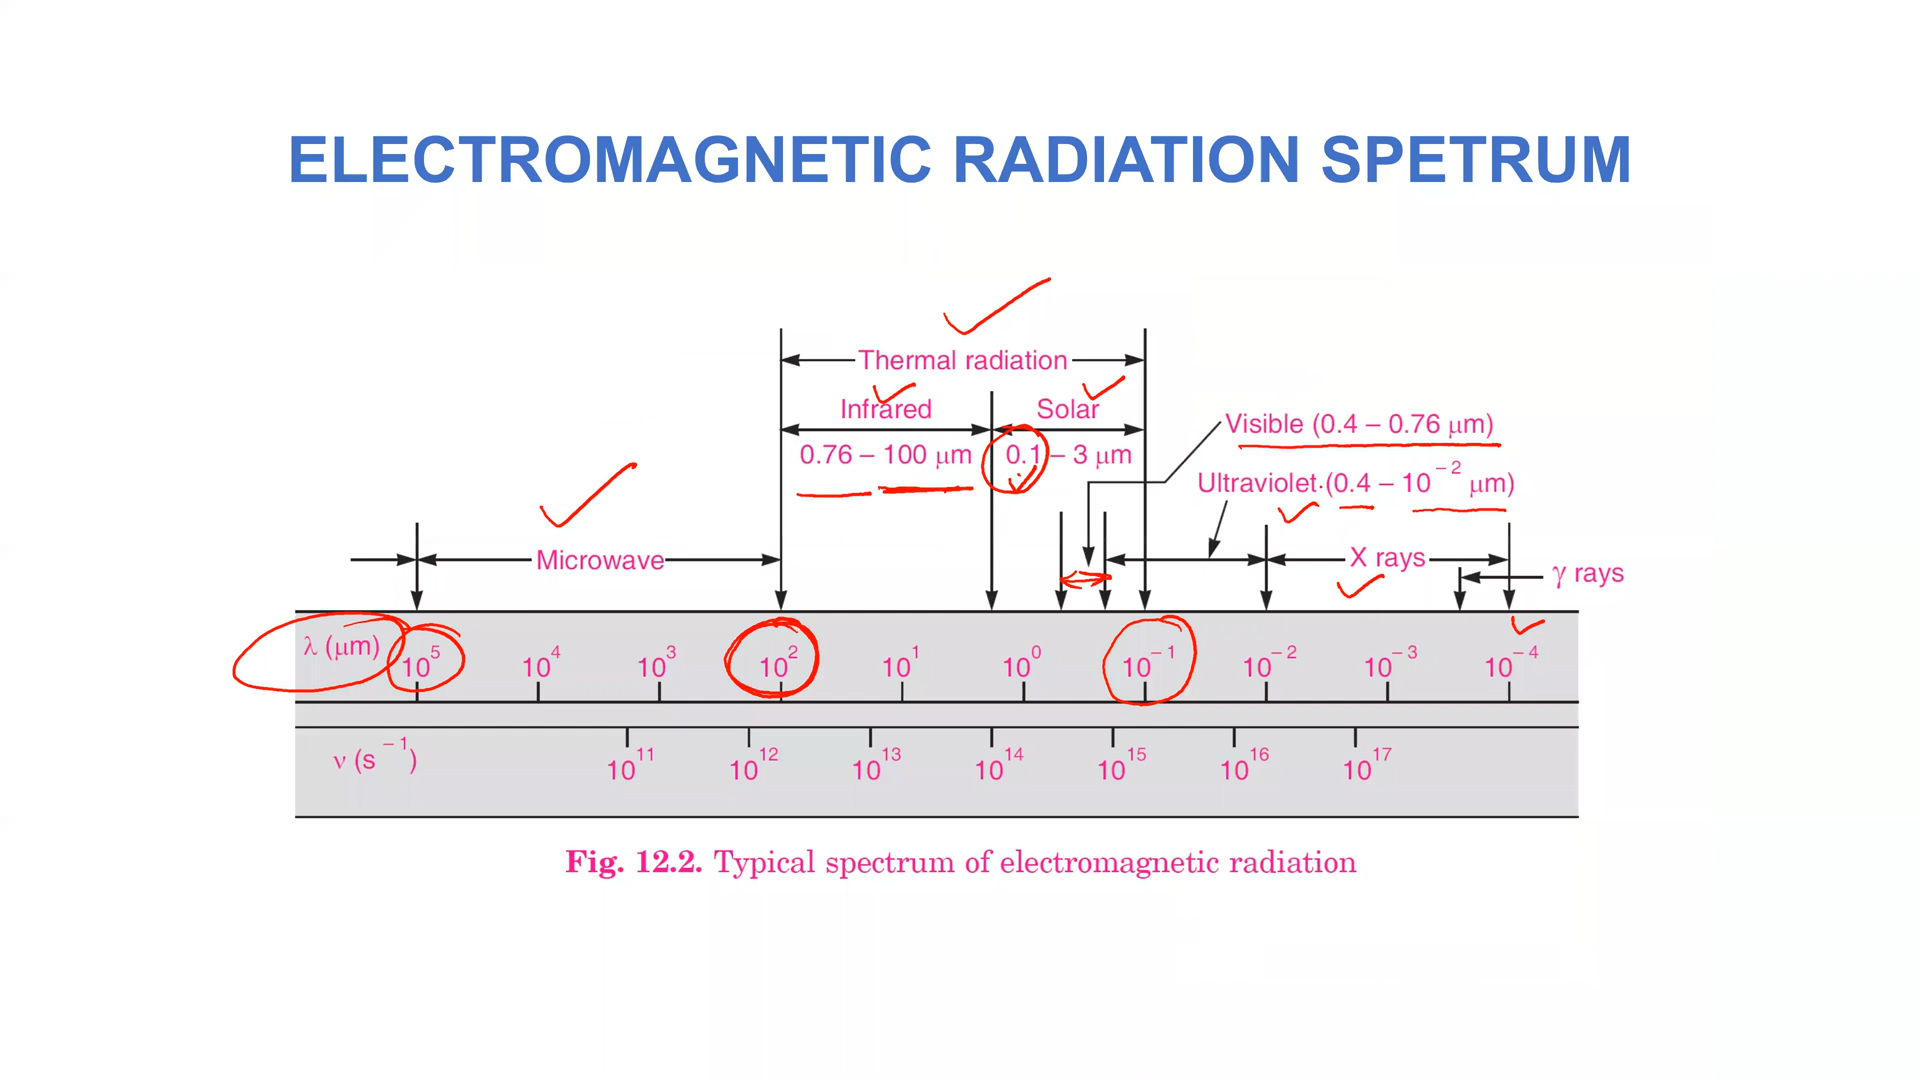 ELECTROMAGNETIC RADIATION SPETRUM
Thermal radiation
Infrared Solar
0.76 – 100 μm 0.1 – 3 μm
Visible (0.4 – 0.76 μm)
Ultraviolet (0.4 – 10⁻² μm)
Microwave
X rays
γ rays
λ (μm) 10⁵ 10⁴ 10³ 10² 10¹ 10⁰ 10⁻¹ 10⁻² 10⁻³ 10⁻⁴
ν (s⁻¹) 10¹¹ 10¹² 10¹³ 10¹⁴ 10¹⁵ 10¹⁶ 10¹⁷
Fig. 12.2. Typical spectrum of electromagnetic radiation